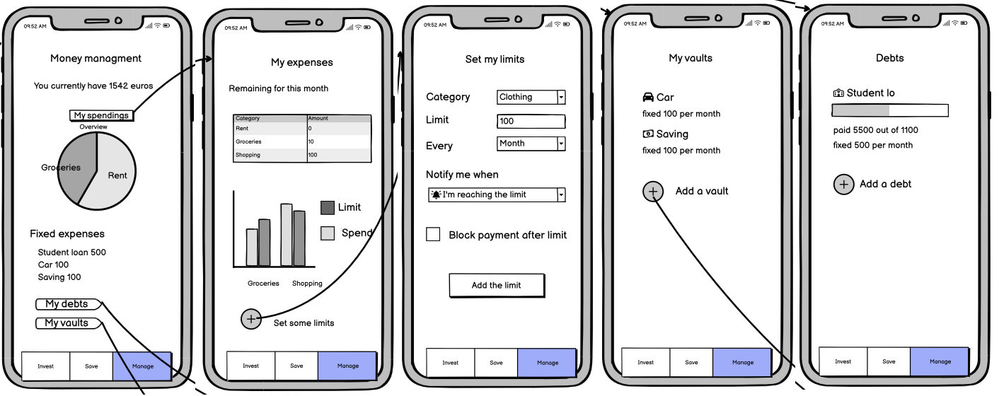 09:52 AM
Money managment
You currently have 1542 euros
My spendings
Overview
Groceries
Rent
Fixed expenses
Student loan 500
Car 100
Saving 100
My debts
My vaults
Invest
Save
Manage
09:52 AM
My expenses
Remaining for this month
Category Amount
Rent 0
Groceries 10
Shopping 100
Limit
Spend
Groceries Shopping
Set some limits
Invest
Save
Manage
09:52 AM
Set my limits
Category Clothing
Limit 100
Every Month
Notify me when
I'm reaching the limit
Block payment after limit
Add the limit
Invest
Save
Manage
09:52 AM
My vaults
Car
fixed 100 per month
Saving
fixed 100 per month
Add a vault
Invest
Save
Manage
09:52 AM
Debts
Student lo
paid 5500 out of 1100
fixed 500 per month
Add a debt
Invest
Save
Manage